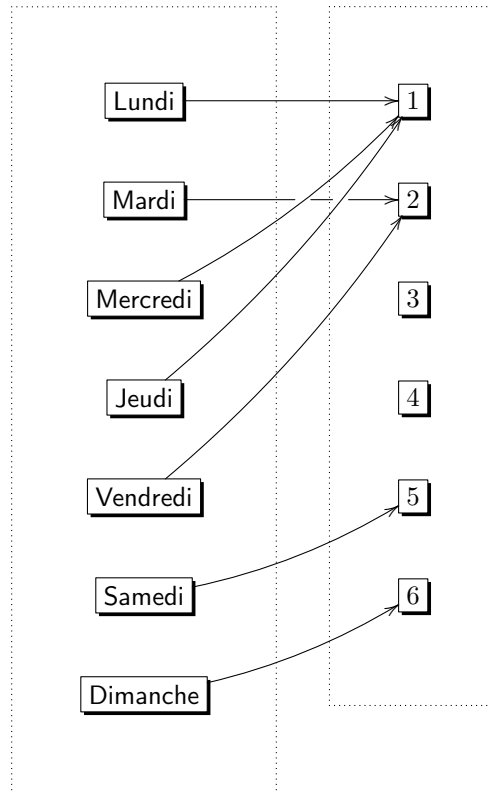 Lundi
1
Mardi
2
Mercredi
3
Jeudi
4
Vendredi
5
Samedi
6
Dimanche